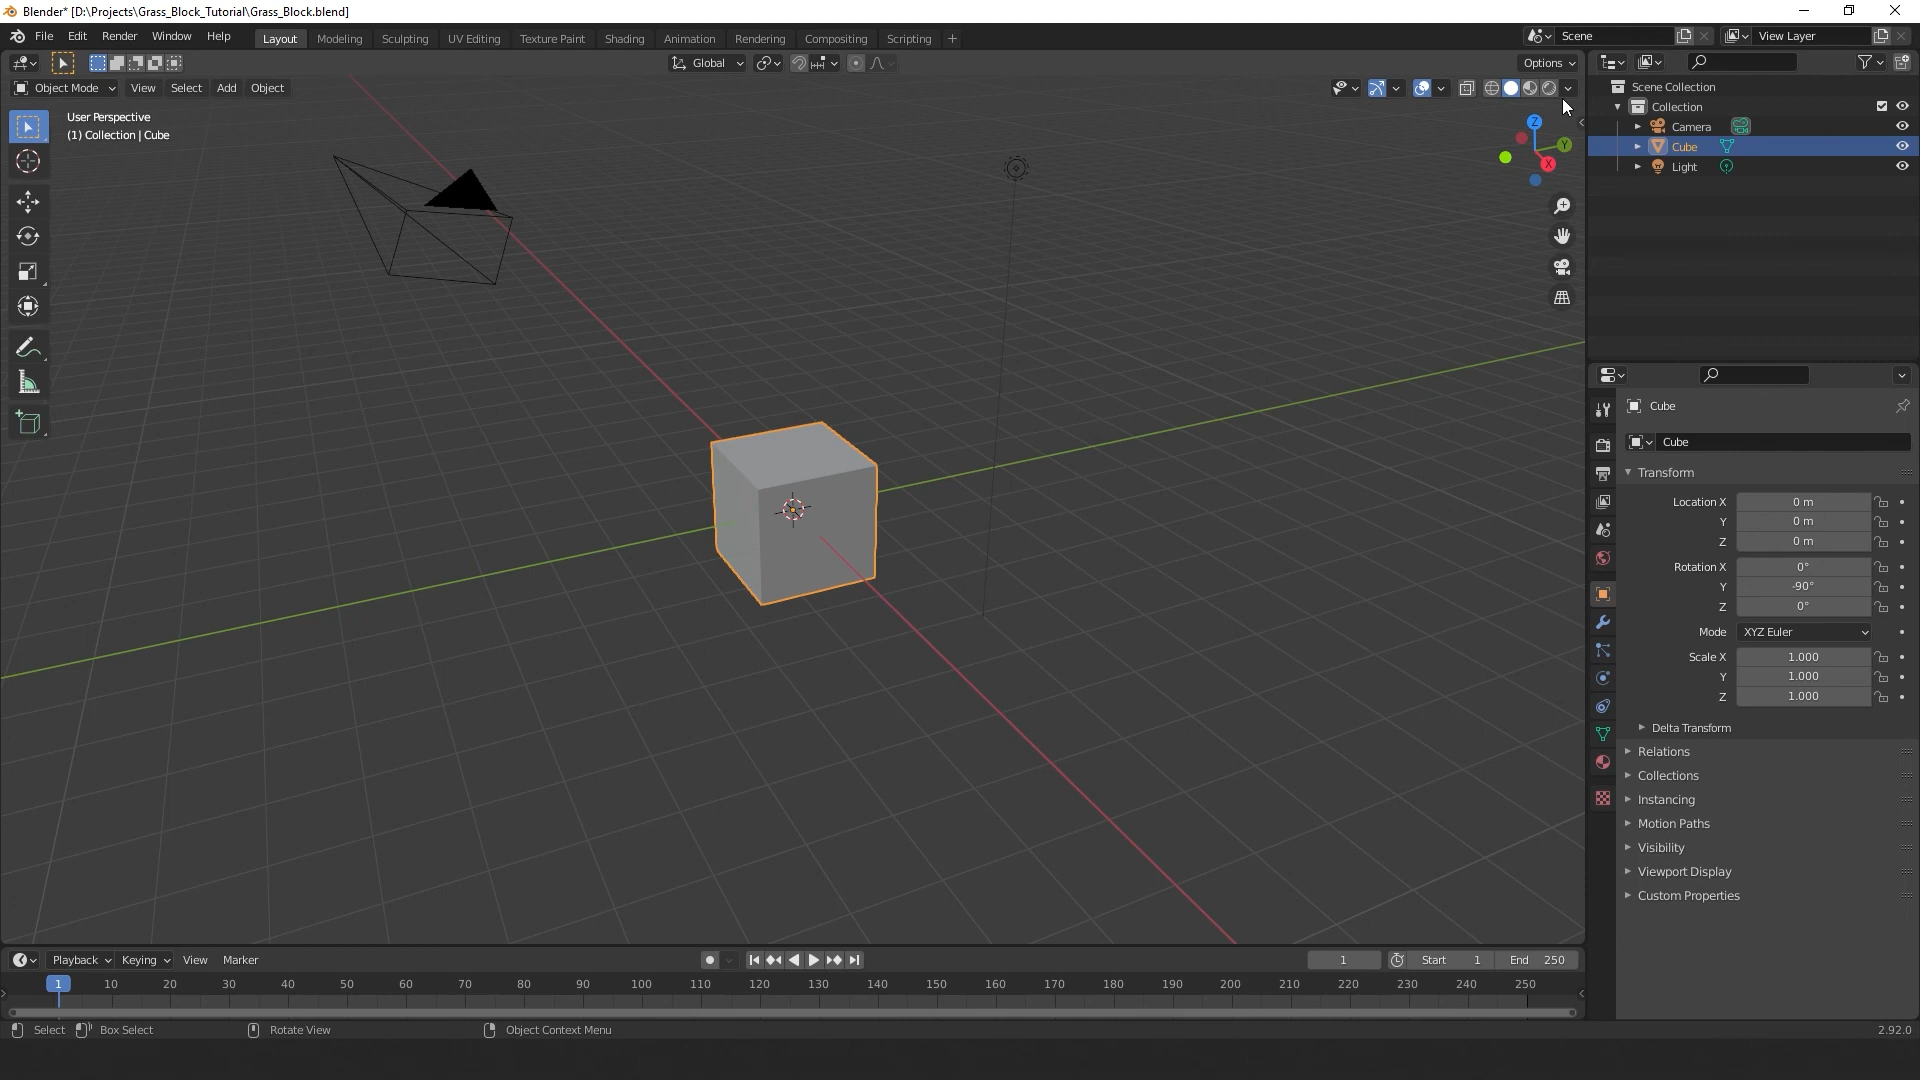 Blender* [D:\Projects\Grass_Block_Tutorial\Grass_Block.blend]
File Edit Render Window Help Layout Modeling Sculpting UV Editing Texture Paint Shading Animation Rendering Compositing Scripting + Scene View Layer
Global Options
Object Mode View Select Add Object
User Perspective
(1) Collection | Cube
Z
Y
X
Scene Collection
Collection
Camera
Cube
Light
Cube
Cube
Transform
Location X 0 m
Y 0 m
Z 0 m
Rotation X 0°
Y -90°
Z 0°
Mode XYZ Euler
Scale X 1.000
Y 1.000
Z 1.000
Delta Transform
Relations
Collections
Instancing
Motion Paths
Visibility
Viewport Display
Custom Properties
Playback Keying View Marker 1 Start 1 End 250
1 10 20 30 40 50 60 70 80 90 100 110 120 130 140 150 160 170 180 190 200 210 220 230 240 250
Select Box Select Rotate View Object Context Menu 2.92.0